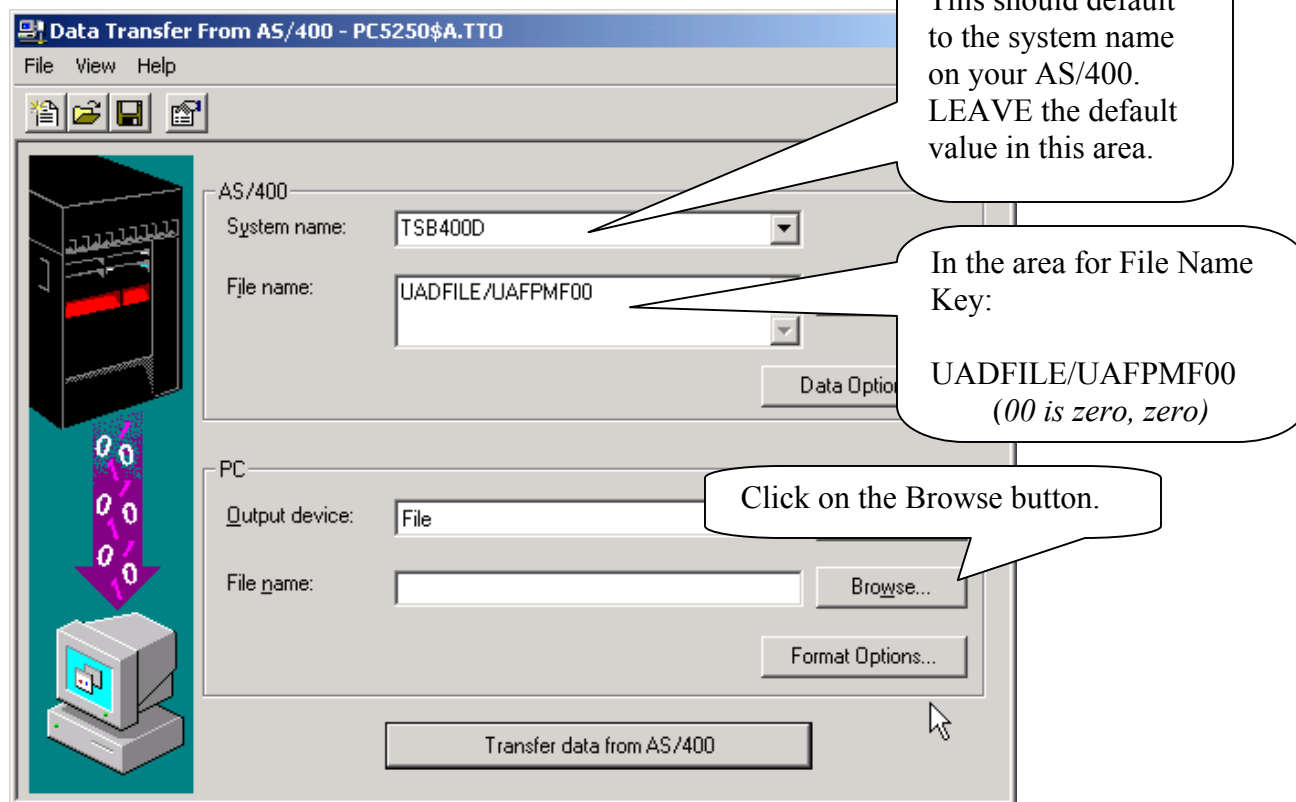 Data Transfer From AS/400 - PC5250$A.TTO
File View Help
This should default
to the system name
on your AS/400.
LEAVE the default
value in this area.
AS/400
System name:
TSB400D
File name:
UADFILE/UAFPMF00
In the area for File Name
Key:
UADFILE/UAFPMF00
(00 is zero, zero)
Data Optio
PC
Click on the Browse button.
Output device:
File
File name:
Browse...
Format Options...
Transfer data from AS/400